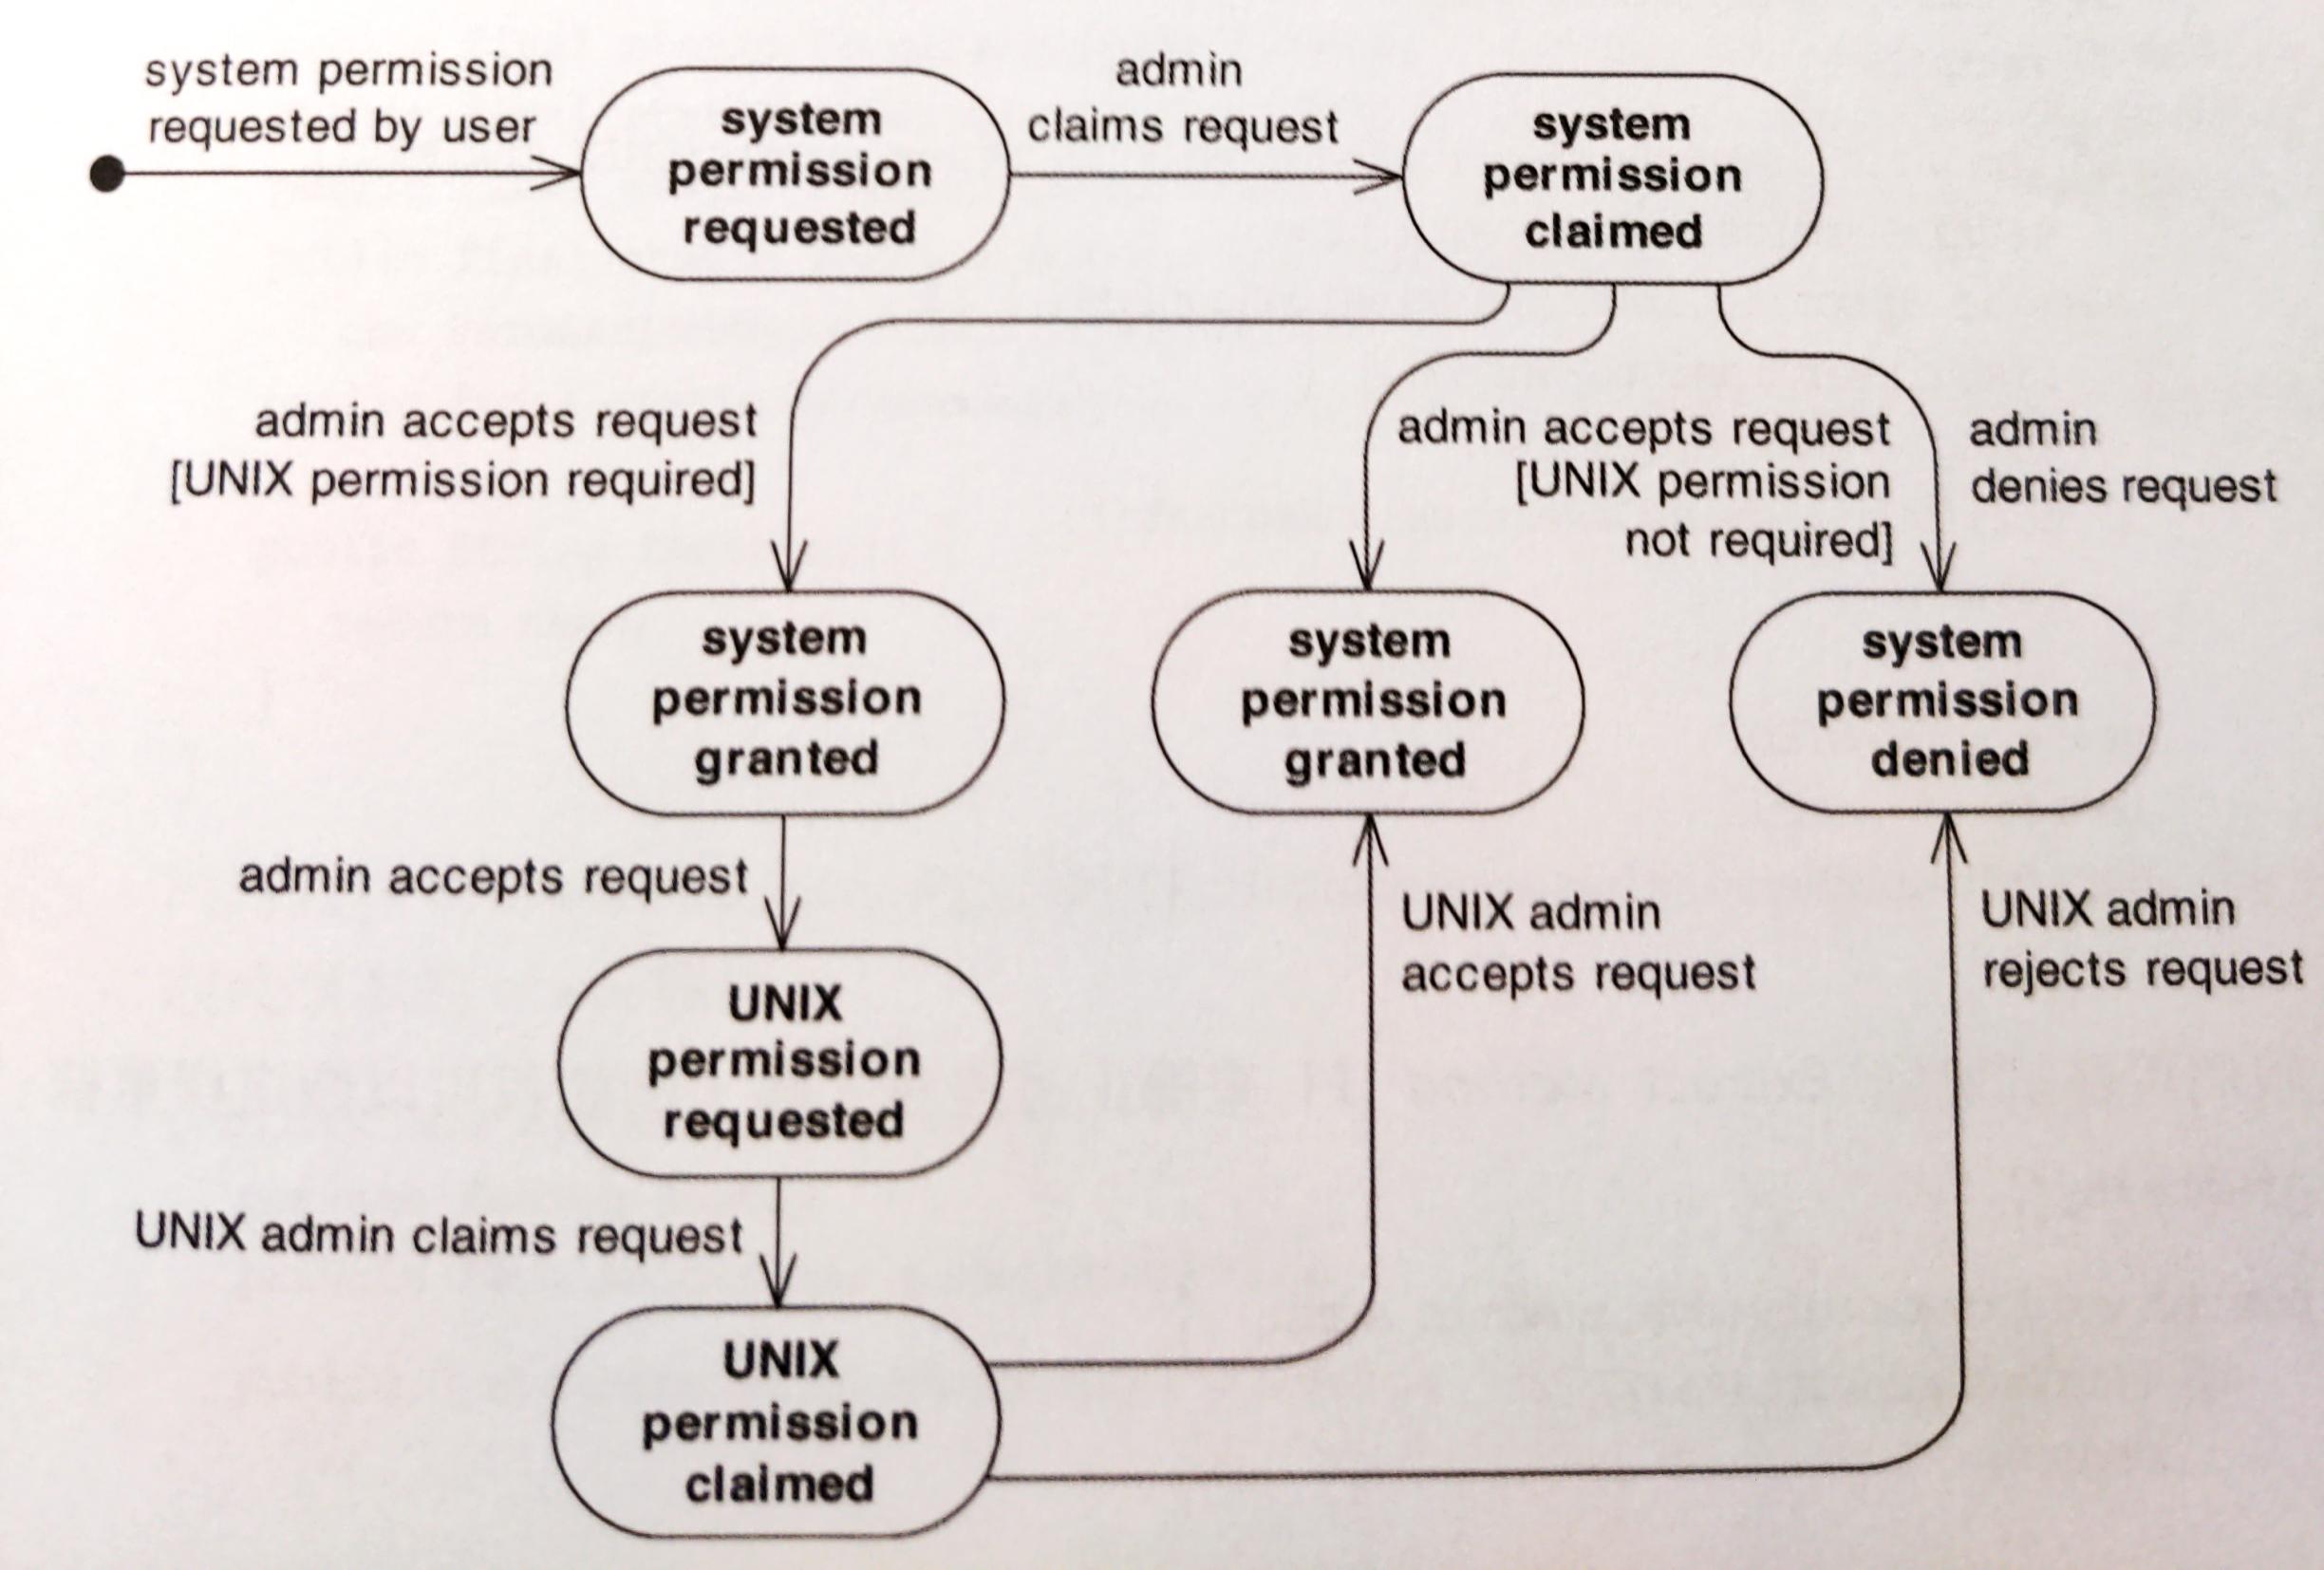 system permission
requested by user
system
permission
requested
admin
claims request
system
permission
claimed
admin accepts request
[UNIX permission required]
admin accepts request
[UNIX permission
not required]
admin
denies request
system
permission
granted
system
permission
granted
system
permission
denied
admin accepts request
UNIX admin
accepts request
UNIX admin
rejects request
UNIX
permission
requested
UNIX admin claims request
UNIX
permission
claimed